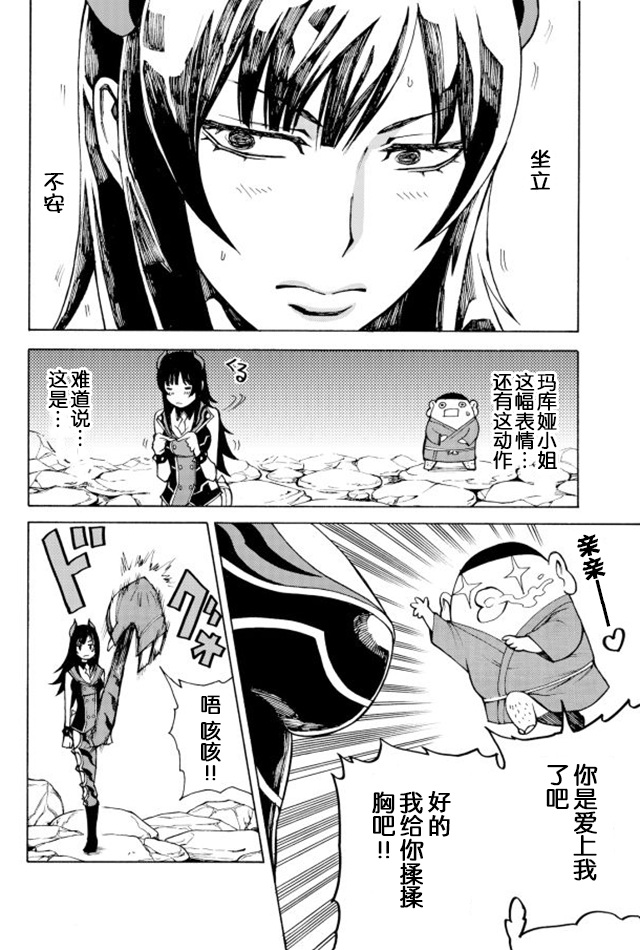 坐立
不安
玛库娅小姐
这幅表情…
还有这动作
くる
难道说…
这是…
亲亲——♡
你是爱上我
了吧
好的
我给你揉揉
胸吧!!
ドグォ
唔 咳咳!!